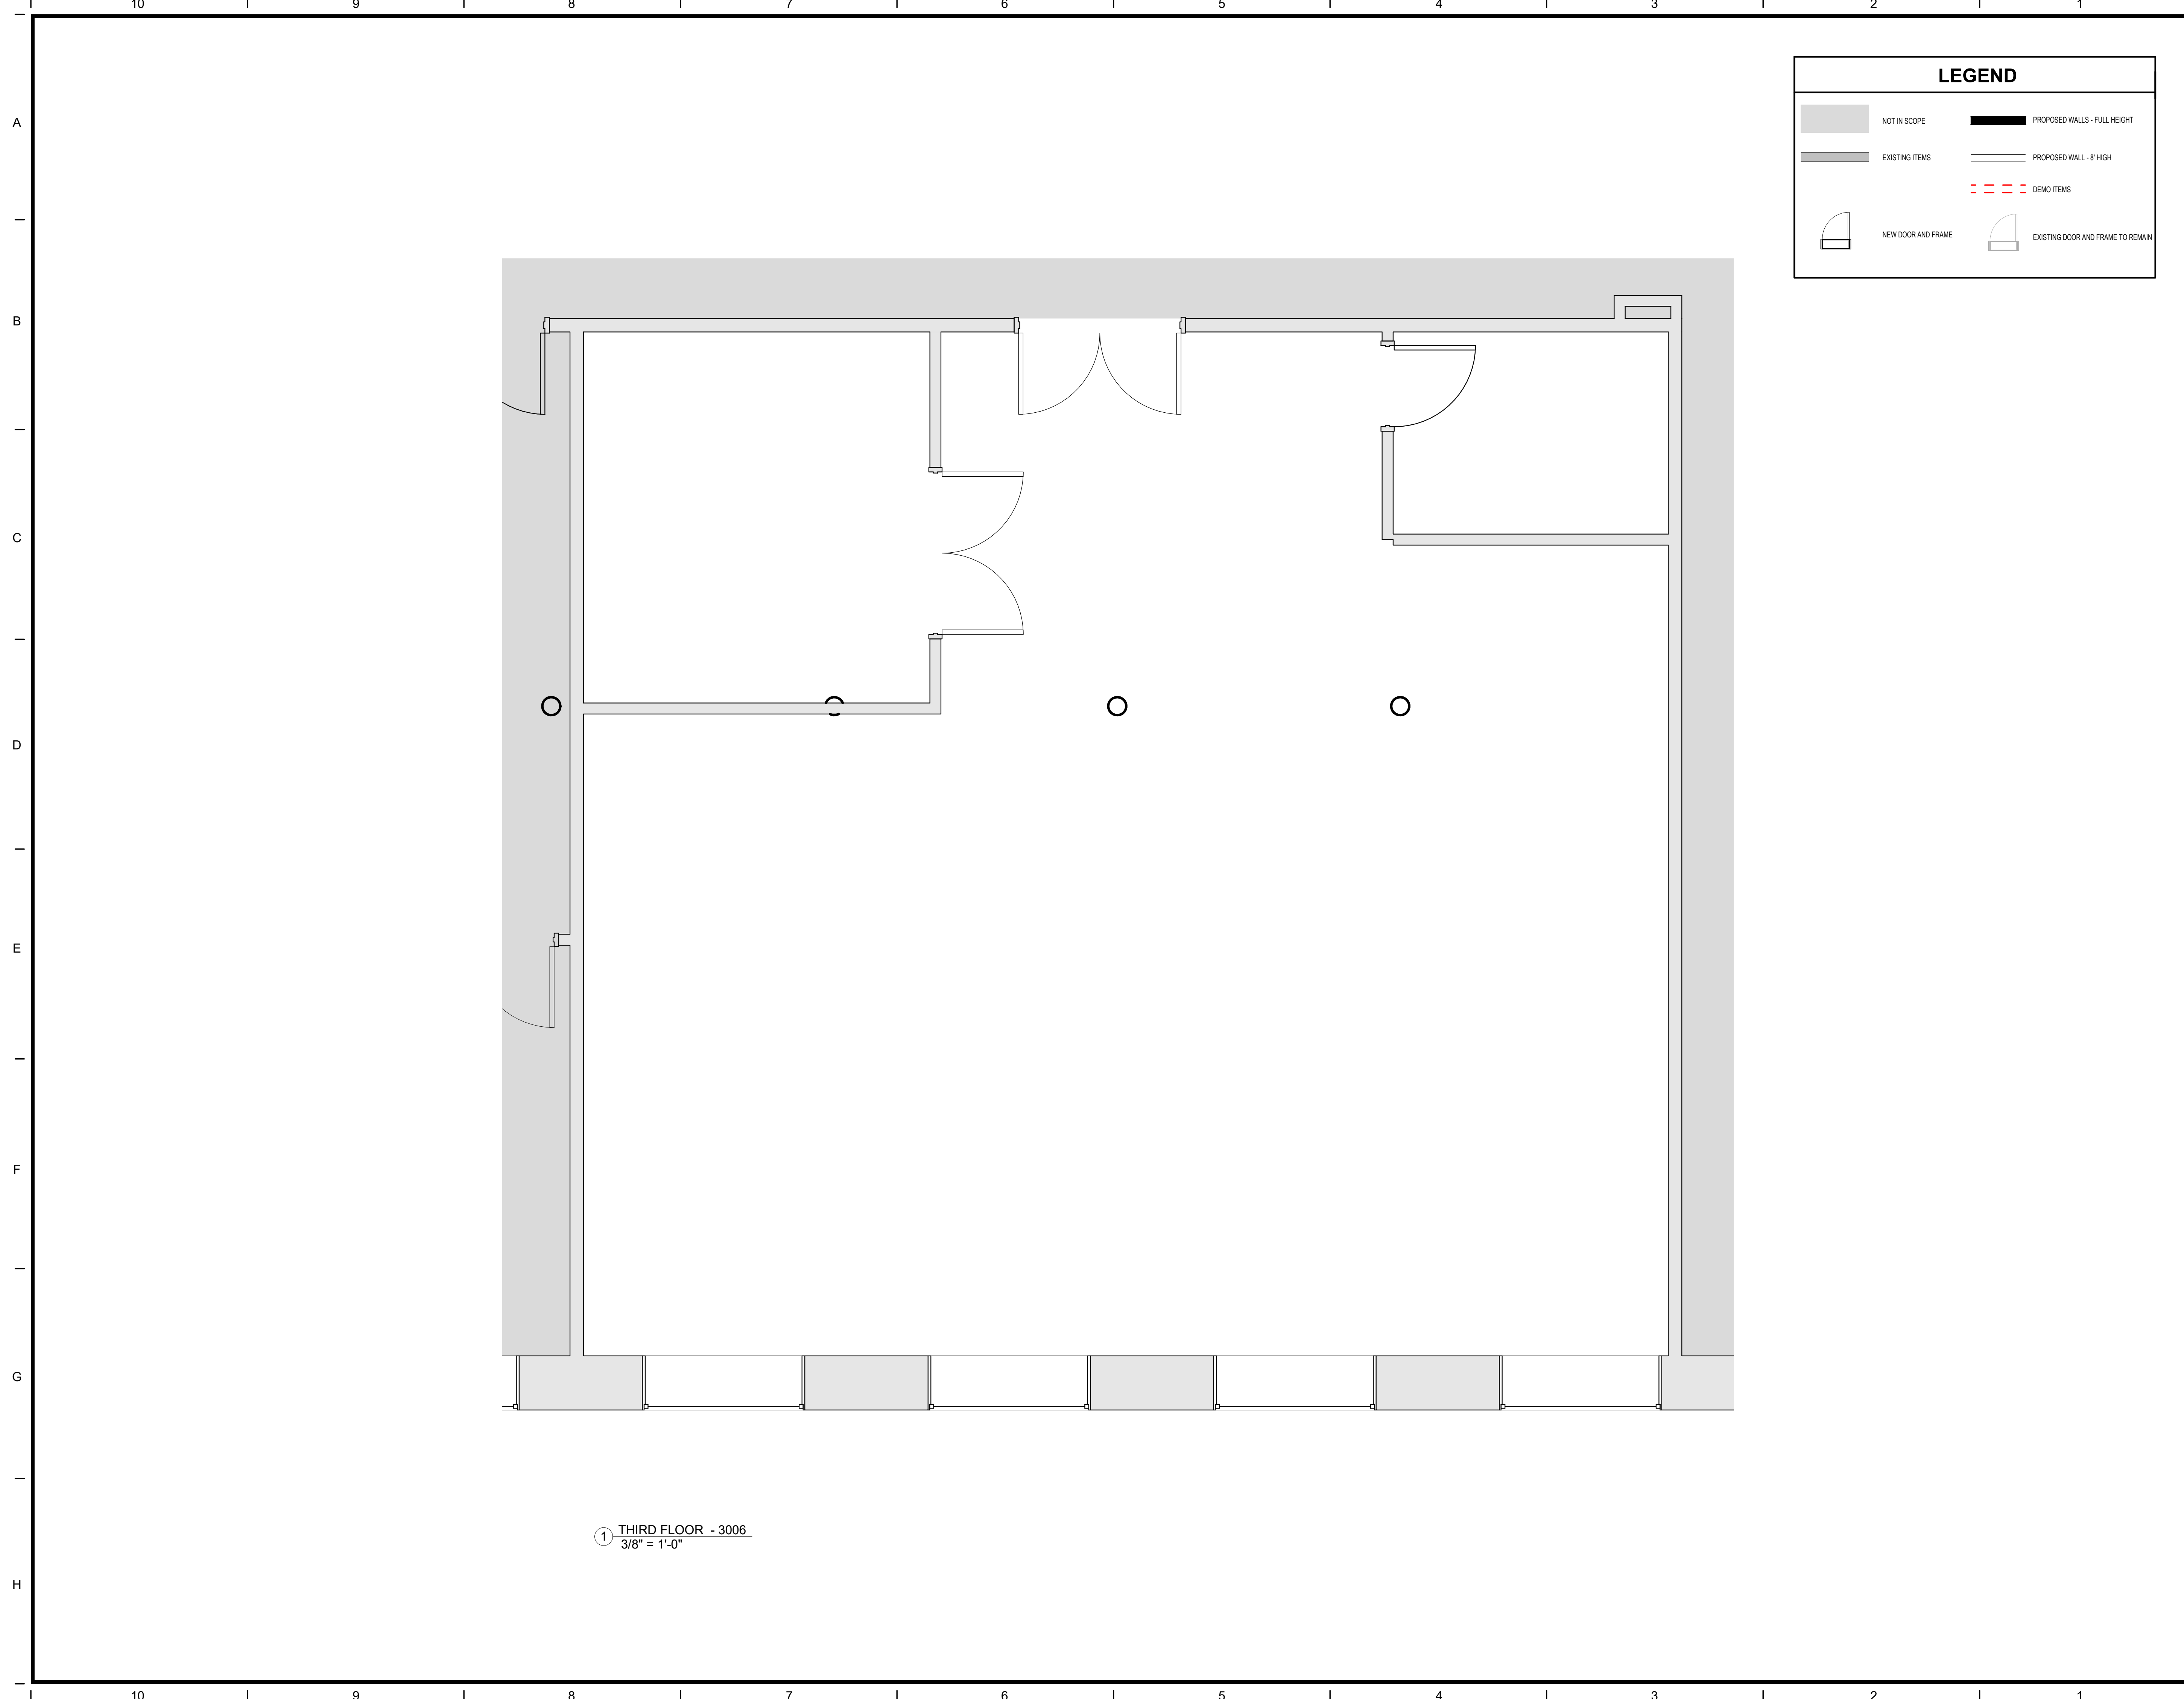 10 9 8 7 6 5 4 3 2 1
LEGEND
NOT IN SCOPE
PROPOSED WALLS - FULL HEIGHT
EXISTING ITEMS
PROPOSED WALL - 8' HIGH
DEMO ITEMS
NEW DOOR AND FRAME
EXISTING DOOR AND FRAME TO REMAIN
A
B
C
D
E
F
G
1 THIRD FLOOR - 3006
3/8" = 1'-0"
H
10 9 8 7 6 5 4 3 2 1